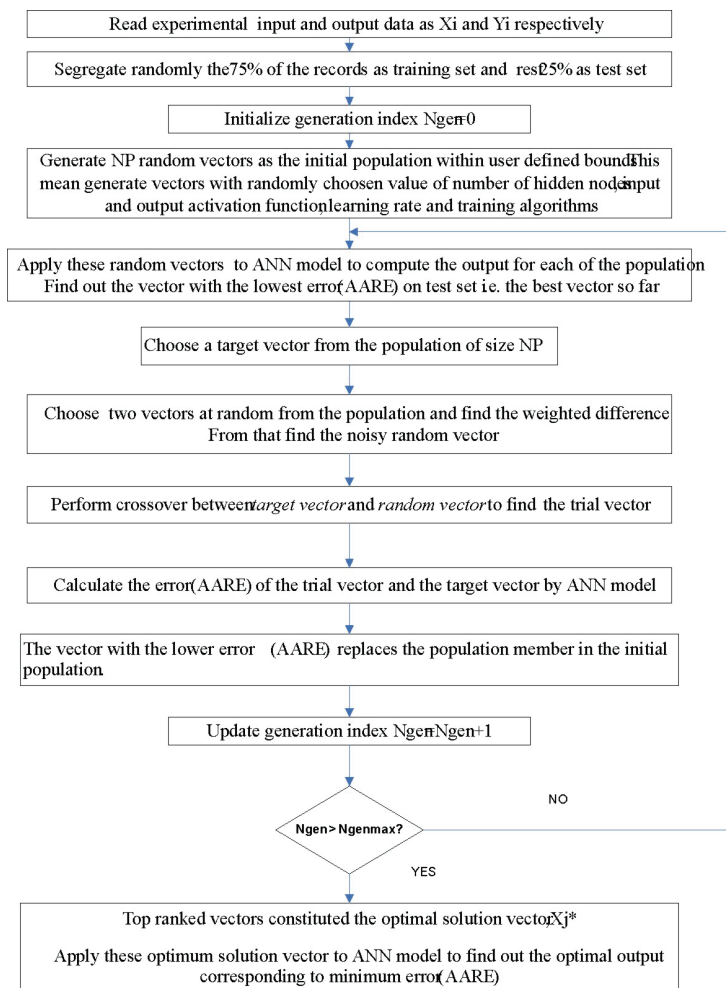 Read experimental input and output data as Xi and Yi respectively
Segregate randomly the75% of the records as training set and rest25% as test set
Initialize generation index Ngen=0
Generate NP random vectors as the initial population within user defined bounds.This
mean generate vectors with randomly choosen value of number of hidden nodes,input
and output activation function,learning rate and training algorithms
Apply these random vectors to ANN model to compute the output for each of the population
Find out the vector with the lowest error(AARE) on test set i.e. the best vector so far
Choose a target vector from the population of size NP
Choose two vectors at random from the population and find the weighted difference
From that find the noisy random vector
Perform crossover between target vector and random vector to find the trial vector
Calculate the error(AARE) of the trial vector and the target vector by ANN model
The vector with the lower error (AARE) replaces the population member in the initial
population.
Update generation index Ngen=Ngen+1
NO
Ngen>Ngenmax?
YES
Top ranked vectors constituted the optimal solution vector,Xj*
Apply these optimum solution vector to ANN model to find out the optimal output
corresponding to minimum error(AARE)